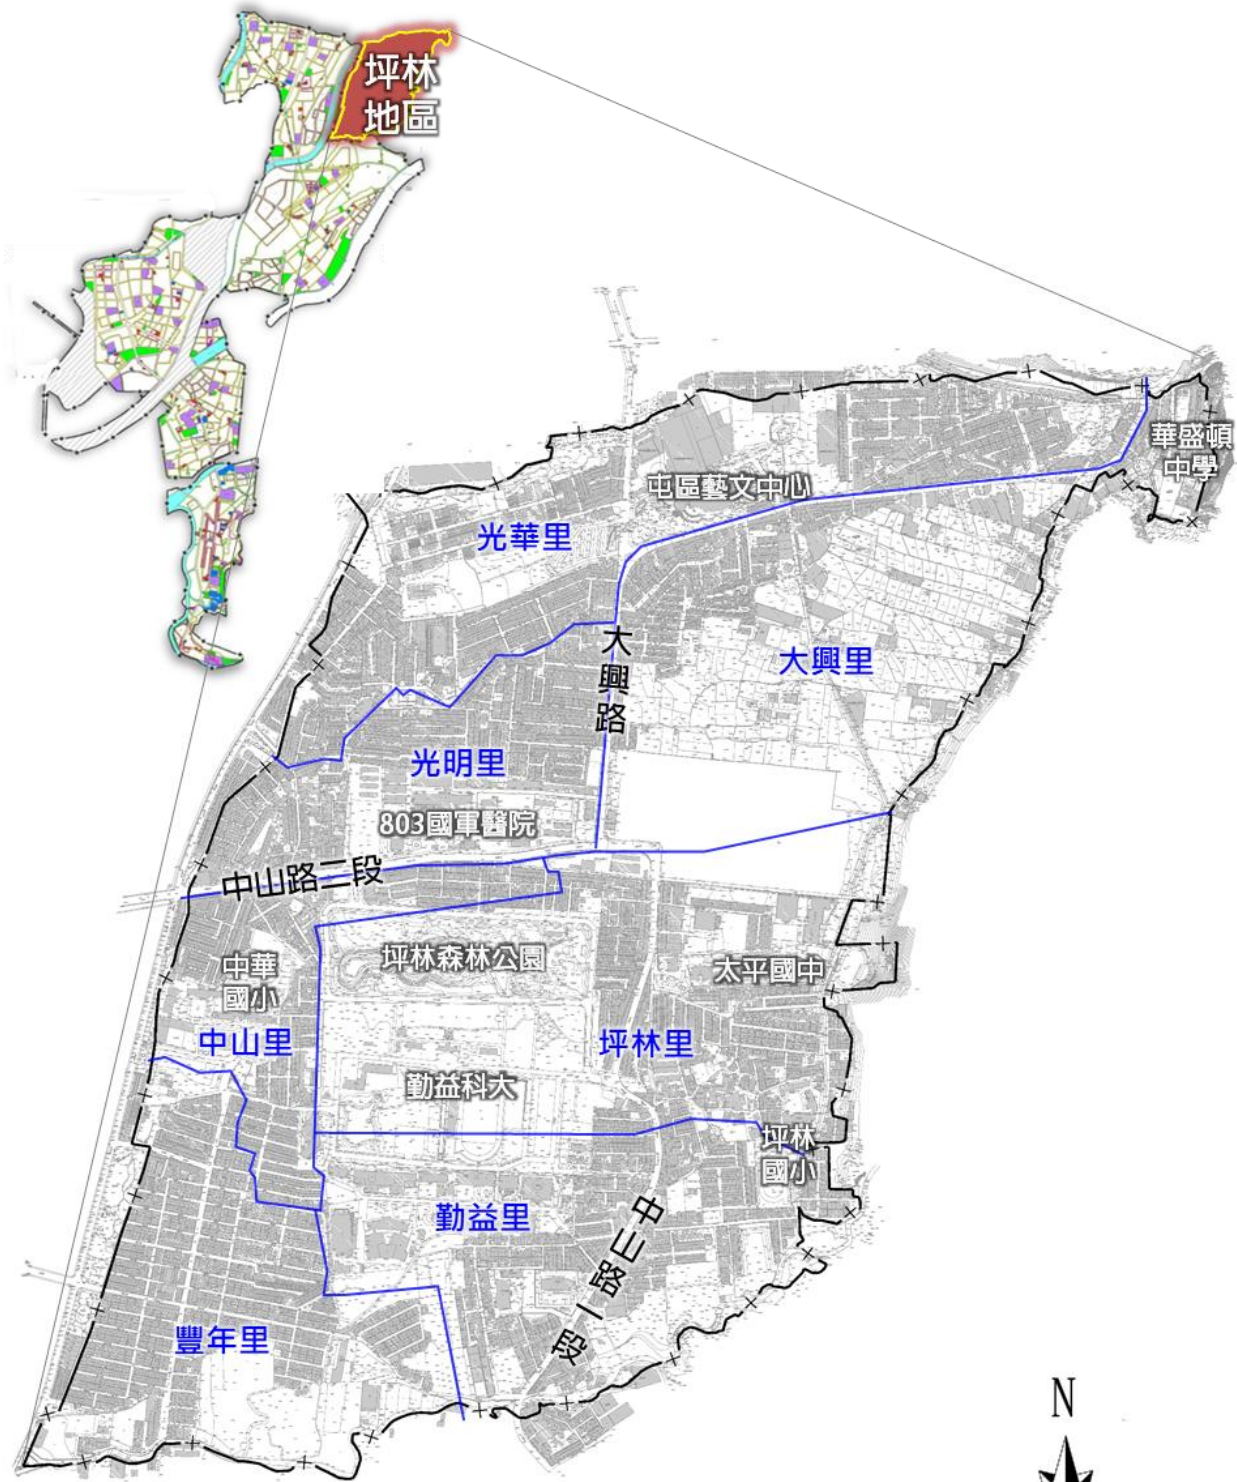 坪林
地區
華盛頓
中學
屯區藝文中心
光華里
大興路
大興里
光明里
803國軍醫院
中山路二段
坪林森林公園
中華
國小
太平國中
中山里
坪林里
勤益科大
坪林
國小
勤益里
中山路一段
豐年里
N